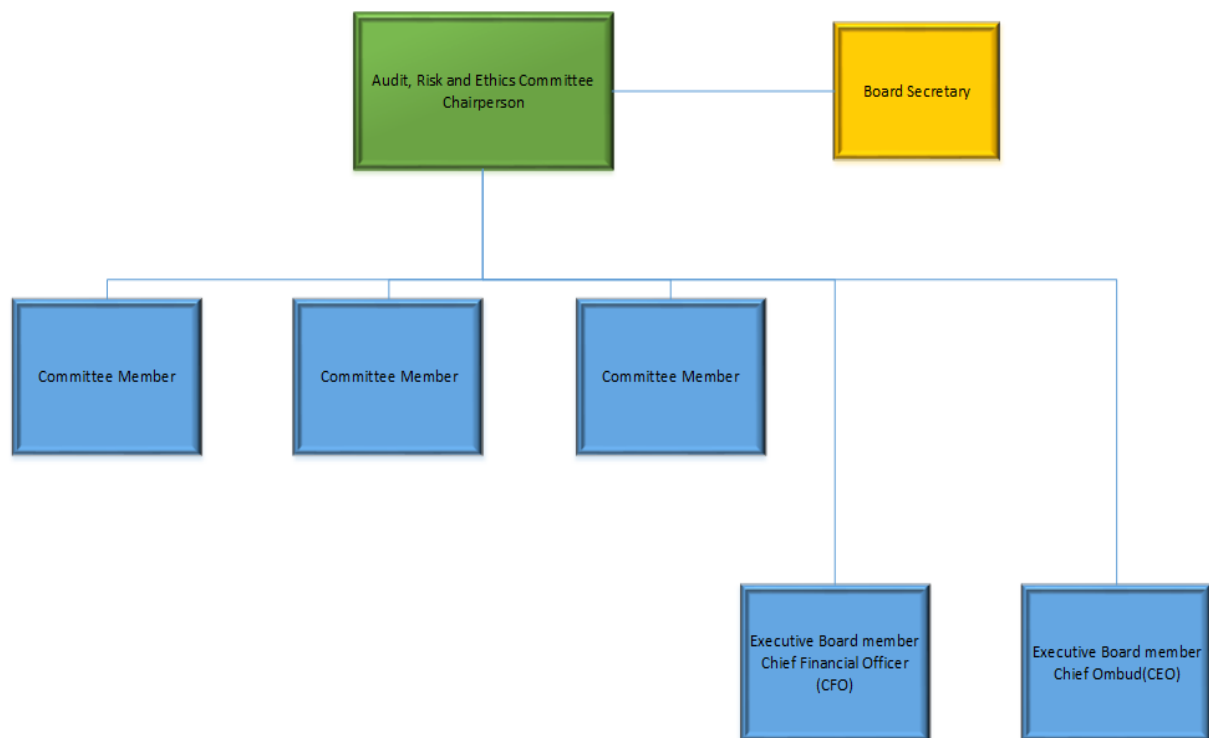 Audit, Risk and Ethics Committee
Chairperson
Board Secretary
Committee Member
Committee Member
Committee Member
Executive Board member
Chief Financial Officer
(CFO)
Executive Board member
Chief Ombud(CEO)